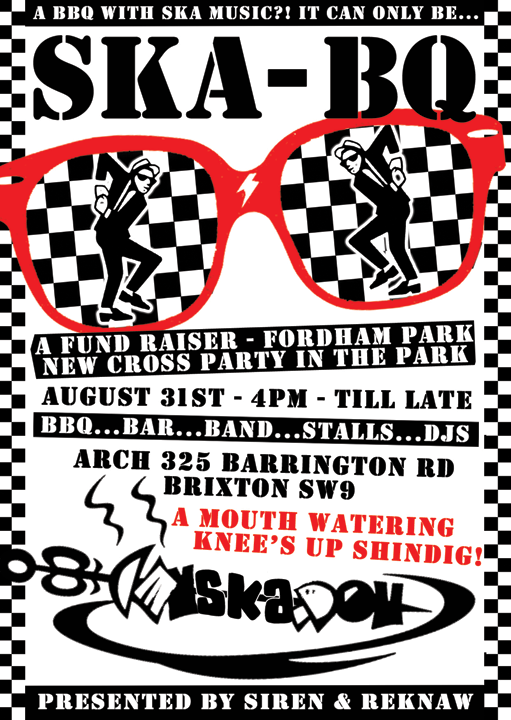 A BBQ WITH SKA MUSIC?! IT CAN ONLY BE...
SKA-BQ
A FUND RAISER - FORDHAM PARK
NEW CROSS PARTY IN THE PARK
AUGUST 31ST - 4PM - TILL LATE
BBQ...BAR...BAND...STALLS...DJS
ARCH 325 BARRINGTON RD
BRIXTON SW9
A MOUTH WATERING
KNEE'S UP SHINDIG!
PRESENTED BY SIREN & REKNAW